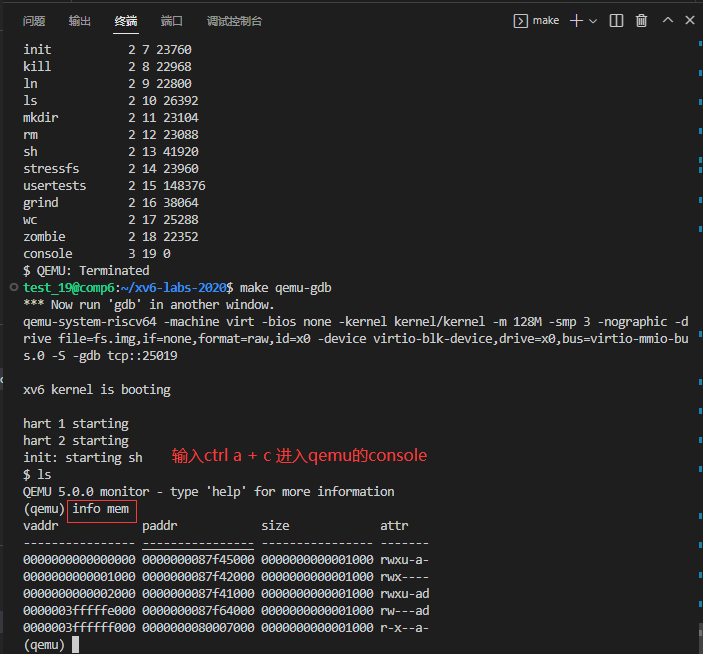 问题 输出 终端 端口 调试控制台 make
init 2 7 23760
kill 2 8 22968
ln 2 9 22800
ls 2 10 26392
mkdir 2 11 23104
rm 2 12 23088
sh 2 13 41920
stressfs 2 14 23960
usertests 2 15 148376
grind 2 16 38064
wc 2 17 25288
zombie 2 18 22352
console 3 19 0
$ QEMU: Terminated
test_19@comp6:~/xv6-labs-2020$ make qemu-gdb
*** Now run 'gdb' in another window.
qemu-system-riscv64 -machine virt -bios none -kernel kernel/kernel -m 128M -smp 3 -nographic -d
rive file=fs.img,if=none,format=raw,id=x0 -device virtio-blk-device,drive=x0,bus=virtio-mmio-bu
s.0 -S -gdb tcp::25019
xv6 kernel is booting
hart 1 starting
hart 2 starting
init: starting sh 输入ctrl a + c 进入qemu的console
$ ls
QEMU 5.0.0 monitor - type 'help' for more information
(qemu) info mem
vaddr paddr size attr
---------------- ---------------- ---------------- -------
0000000000000000 0000000087f45000 0000000000001000 rwxu-a-
0000000000001000 0000000087f42000 0000000000001000 rwx----
0000000000002000 0000000087f41000 0000000000001000 rwxu-ad
0000003fffffe000 0000000087f64000 0000000000001000 rw---ad
0000003ffffff000 0000000080007000 0000000000001000 r-x--a-
(qemu)